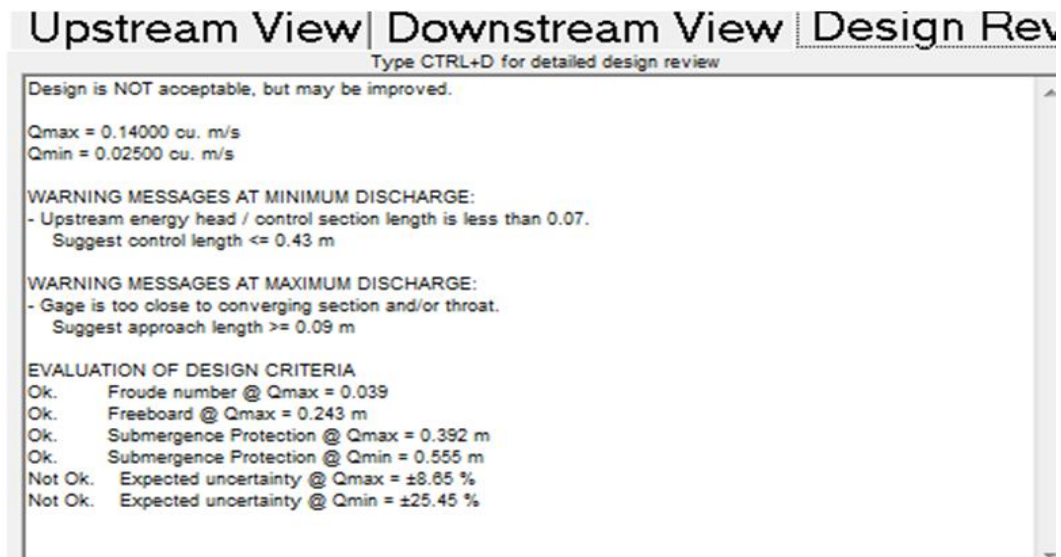 Upstream View Downstream View Design Rev
Type CTRL+D for detailed design review
Design is NOT acceptable, but may be improved.
Qmax = 0.14000 cu. m/s
Qmin = 0.02500 cu. m/s
WARNING MESSAGES AT MINIMUM DISCHARGE:
- Upstream energy head / control section length is less than 0.07.
Suggest control length <= 0.43 m
WARNING MESSAGES AT MAXIMUM DISCHARGE:
- Gage is too close to converging section and/or throat.
Suggest approach length >= 0.09 m
EVALUATION OF DESIGN CRITERIA
Ok. Froude number @ Qmax = 0.039
Ok. Freeboard @ Qmax = 0.243 m
Ok. Submergence Protection @ Qmax = 0.392 m
Ok. Submergence Protection @ Qmin = 0.555 m
Not Ok. Expected uncertainty @ Qmax = ±8.65 %
Not Ok. Expected uncertainty @ Qmin = ±25.45 %